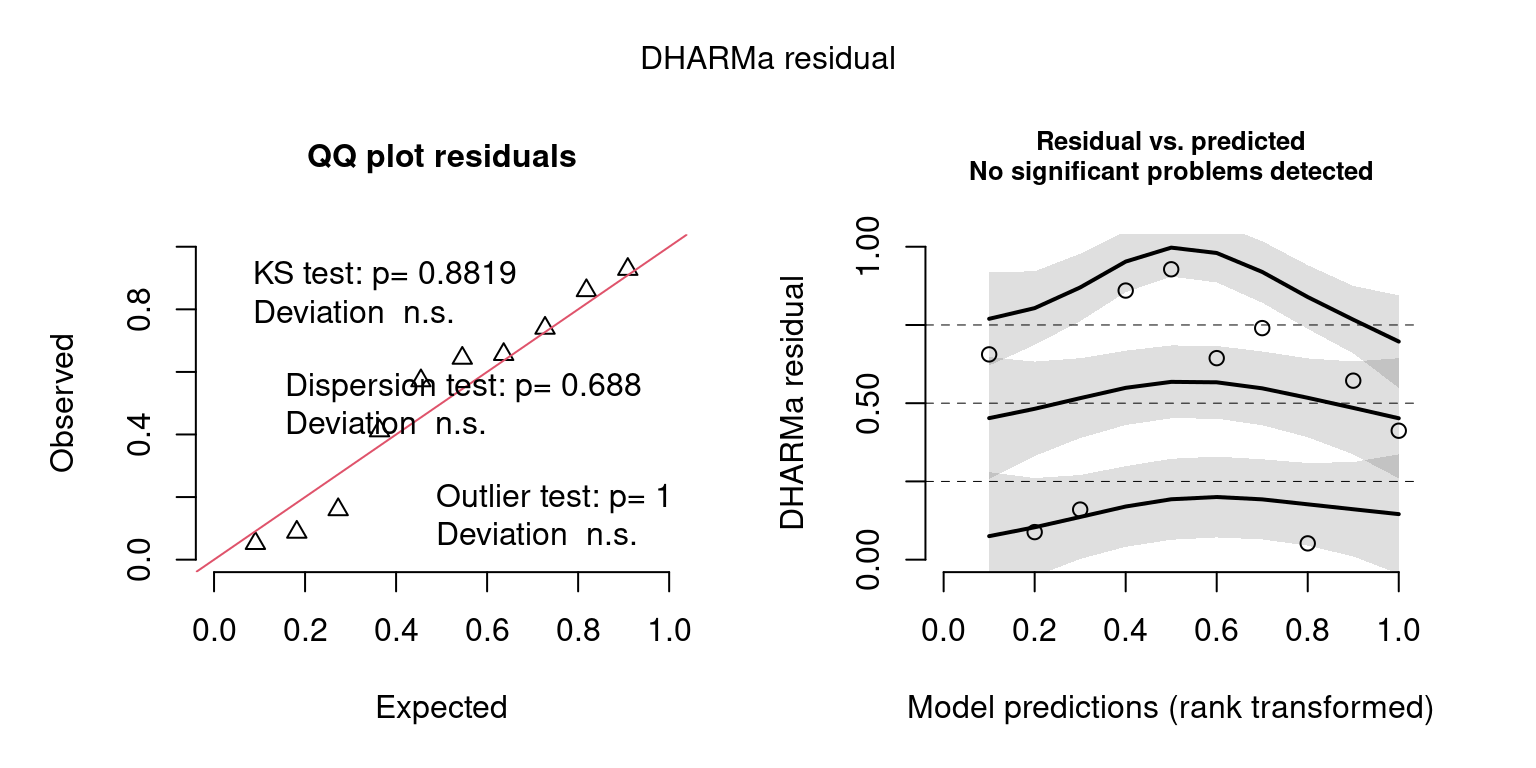 DHARMa residual
QQ plot residuals
KS test: p= 0.8819
Deviation  n.s.
Dispersion test: p= 0.688
Deviation  n.s.
Outlier test: p= 1
Deviation  n.s.
Observed
0.0
0.4
0.8
0.0 0.2 0.4 0.6 0.8 1.0
Expected
Residual vs. predicted
No significant problems detected
DHARMa residual
0.00
0.50
1.00
0.0 0.2 0.4 0.6 0.8 1.0
Model predictions (rank transformed)